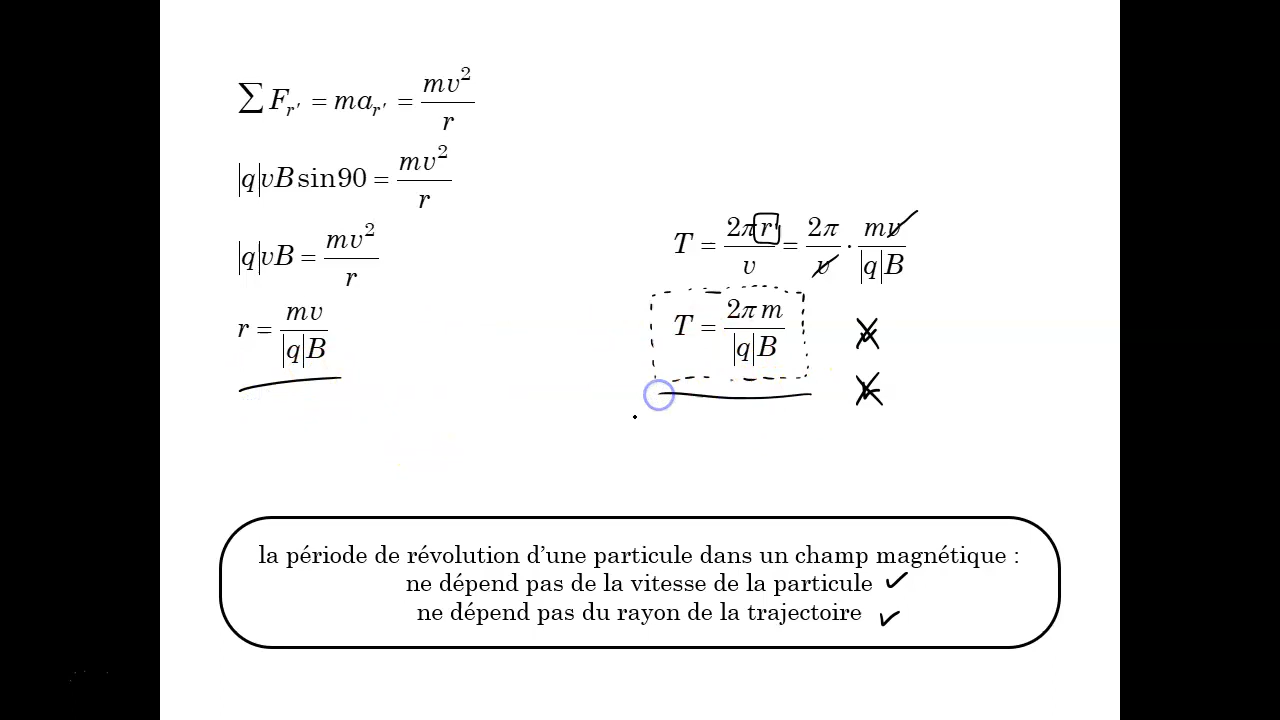 ∑ F_r' = ma_r' = mv²/r
|q|vB sin90 = mv²/r
|q|vB = mv²/r
r = mv/|q|B
T = 2πr/v = 2π/v · mv/|q|B
T = 2πm/|q|B
la période de révolution d'une particule dans un champ magnétique :
ne dépend pas de la vitesse de la particule
ne dépend pas du rayon de la trajectoire